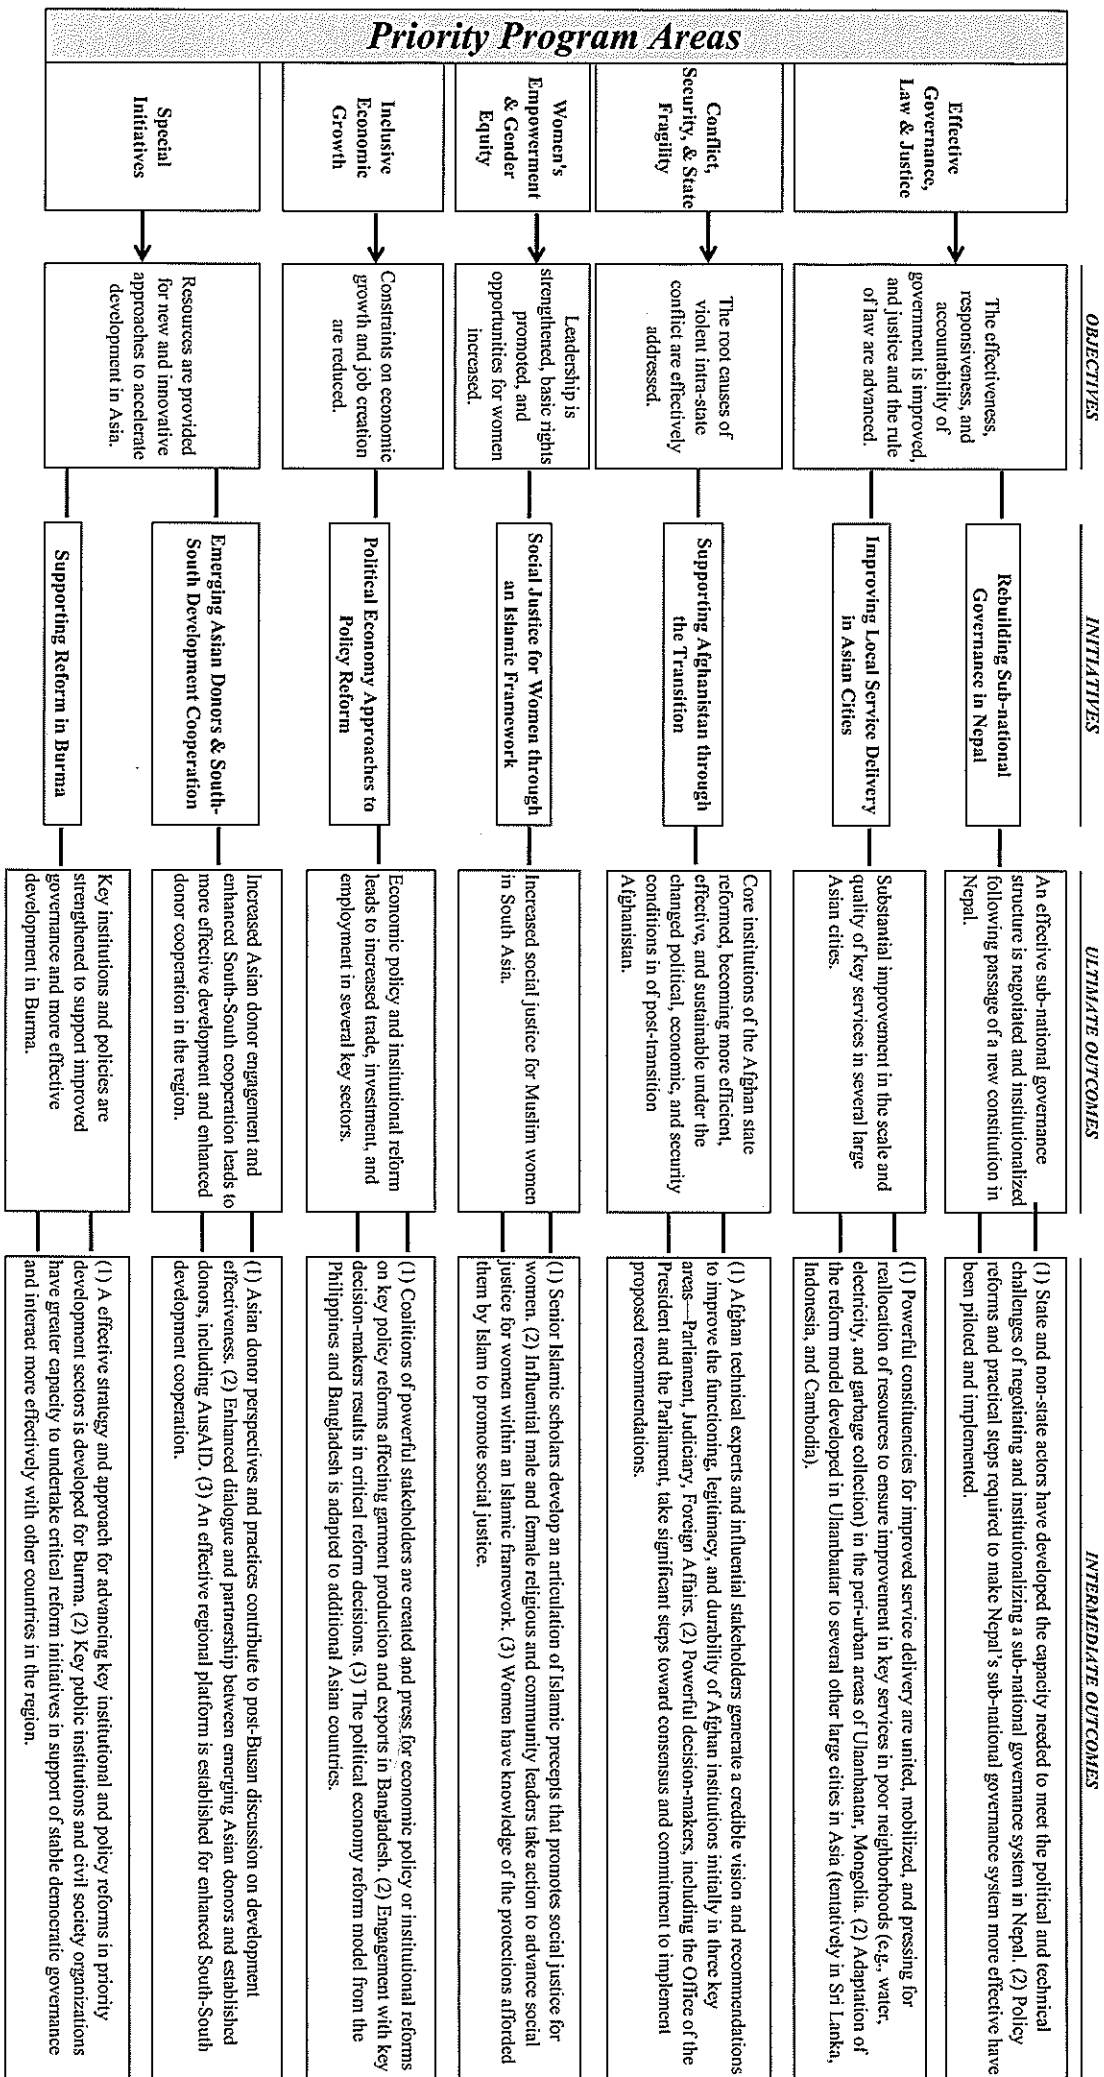 Priority Program Areas
OBJECTIVES
INITIATIVES
ULTIMATE OUTCOMES
INTERMEDIATE OUTCOMES
Effective
Governance,
Law & Justice
The effectiveness,
responsiveness, and
accountability of
government is improved,
and justice and the rule
of law are advanced.
Rebuilding Sub-national
Governance in Nepal
An effective sub-national governance
structure is negotiated and institutionalized
following passage of a new constitution in
Nepal.
(1) State and non-state actors have developed the capacity needed to meet the political and technical
challenges of negotiating and institutionalizing a sub-national governance system in Nepal. (2) Policy
reforms and practical steps required to make Nepal's sub-national governance system more effective have
been piloted and implemented.
Improving Local Service Delivery
in Asian Cities
Substantial improvement in the scale and
quality of key services in several large
Asian cities.
(1) Powerful constituencies for improved service delivery are united, mobilized, and pressing for
reallocation of resources to ensure improvement in key services in poor neighborhoods (e.g., water,
electricity, and garbage collection) in the peri-urban areas of Ulaanbaatar, Mongolia. (2) Adaptation of
the reform model developed in Ulaanbaatar to several other large cities in Asia (tentatively in Sri Lanka,
Indonesia, and Cambodia).
Conflict,
Security, & State
Fragility
The root causes of
violent intra-state
conflict are effectively
addressed.
Supporting Afghanistan through
the Transition
Core institutions of the Afghan state
reformed, becoming more efficient,
effective, and sustainable under the
changed political, economic, and security
conditions in of post-transition
Afghanistan.
(1) Afghan technical experts and influential stakeholders generate a credible vision and recommendations
to improve the functioning, legitimacy, and durability of Afghan institutions initially in three key
areas—Parliament, Judiciary, Foreign Affairs. (2) Powerful decision-makers, including the Office of the
President and the Parliament, take significant steps toward consensus and commitment to implement
proposed recommendations.
Women's
Empowerment
& Gender
Equity
Leadership is
strengthened, basic rights
promoted, and
opportunities for women
increased.
Social Justice for Women through
an Islamic Framework
Increased social justice for Muslim women
in South Asia.
(1) Senior Islamic scholars develop an articulation of Islamic precepts that promotes social justice for
women. (2) Influential male and female religious and community leaders take action to advance social
justice for women within an Islamic framework. (3) Women have knowledge of the protections afforded
them by Islam to promote social justice.
Inclusive
Economic
Growth
Constraints on economic
growth and job creation
are reduced.
Political Economy Approaches to
Policy Reform
Economic policy and institutional reform
leads to increased trade, investment, and
employment in several key sectors.
(1) Coalitions of powerful stakeholders are created and press for economic policy or institutional reforms
on key policy reforms affecting garment production and exports in Bangladesh. (2) Engagement with key
decision-makers results in critical reform decisions. (3) The political economy reform model from the
Philippines and Bangladesh is adapted to additional Asian countries.
Special
Initiatives
Resources are provided
for new and innovative
approaches to accelerate
development in Asia.
Emerging Asian Donors & South-
South Development Cooperation
Increased Asian donor engagement and
enhanced South-South cooperation leads to
more effective development and enhanced
donor cooperation in the region.
(1) Asian donor perspectives and practices contribute to post-Busan discussion on development
effectiveness. (2) Enhanced dialogue and partnership between emerging Asian donors and established
donors, including AusAID. (3) An effective regional platform is established for enhanced South-South
development cooperation.
Supporting Reform in Burma
Key institutions and policies are
strengthened to support improved
governance and more effective
development in Burma.
(1) A effective strategy and approach for advancing key institutional and policy reforms in priority
development sectors is developed for Burma. (2) Key public institutions and civil society organizations
have greater capacity to undertake critical reform initiatives in support of stable democratic governance
and interact more effectively with other countries in the region.